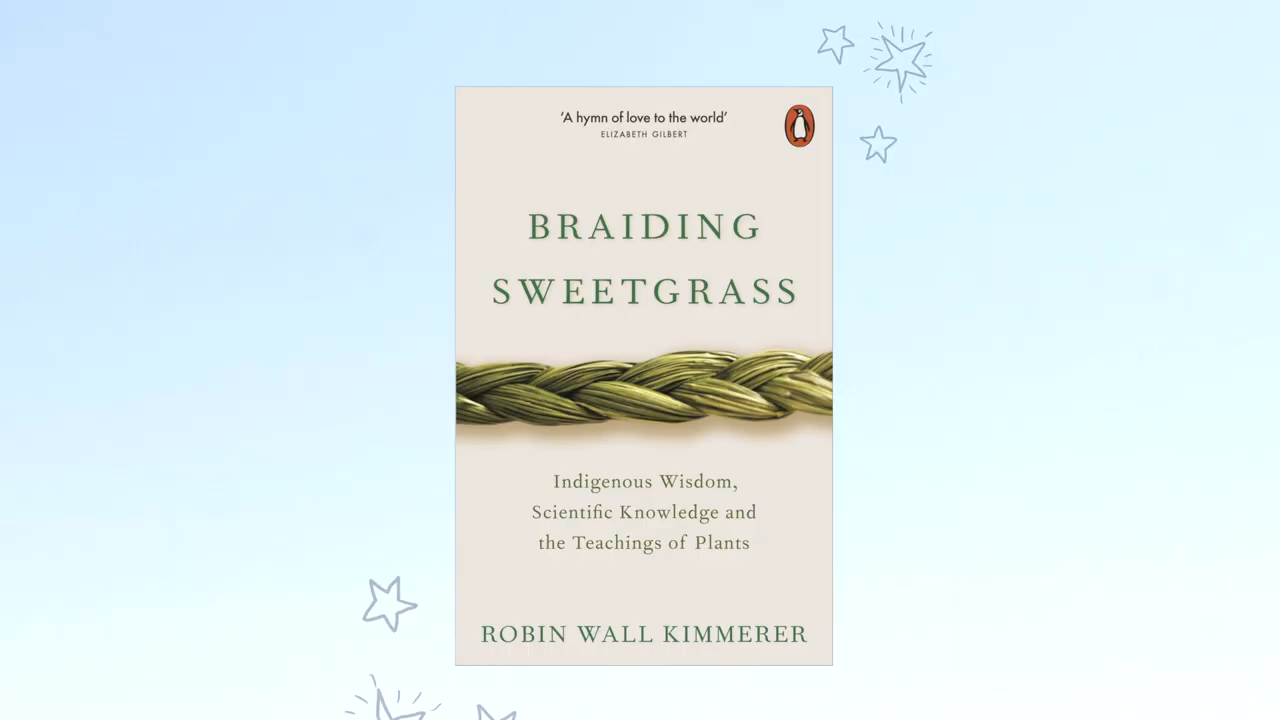 ‘A hymn of love to the world’
ELIZABETH GILBERT
BRAIDING
SWEETGRASS
Indigenous Wisdom,
Scientific Knowledge and
the Teachings of Plants
ROBIN WALL KIMMERER